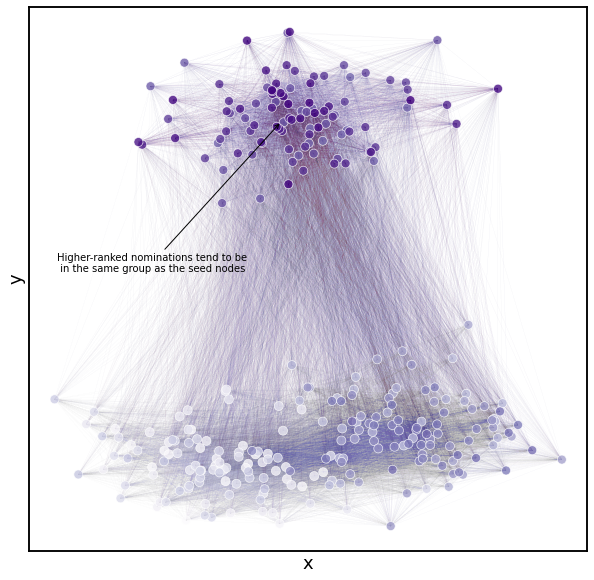 Higher-ranked nominations tend to be
in the same group as the seed nodes
y
x